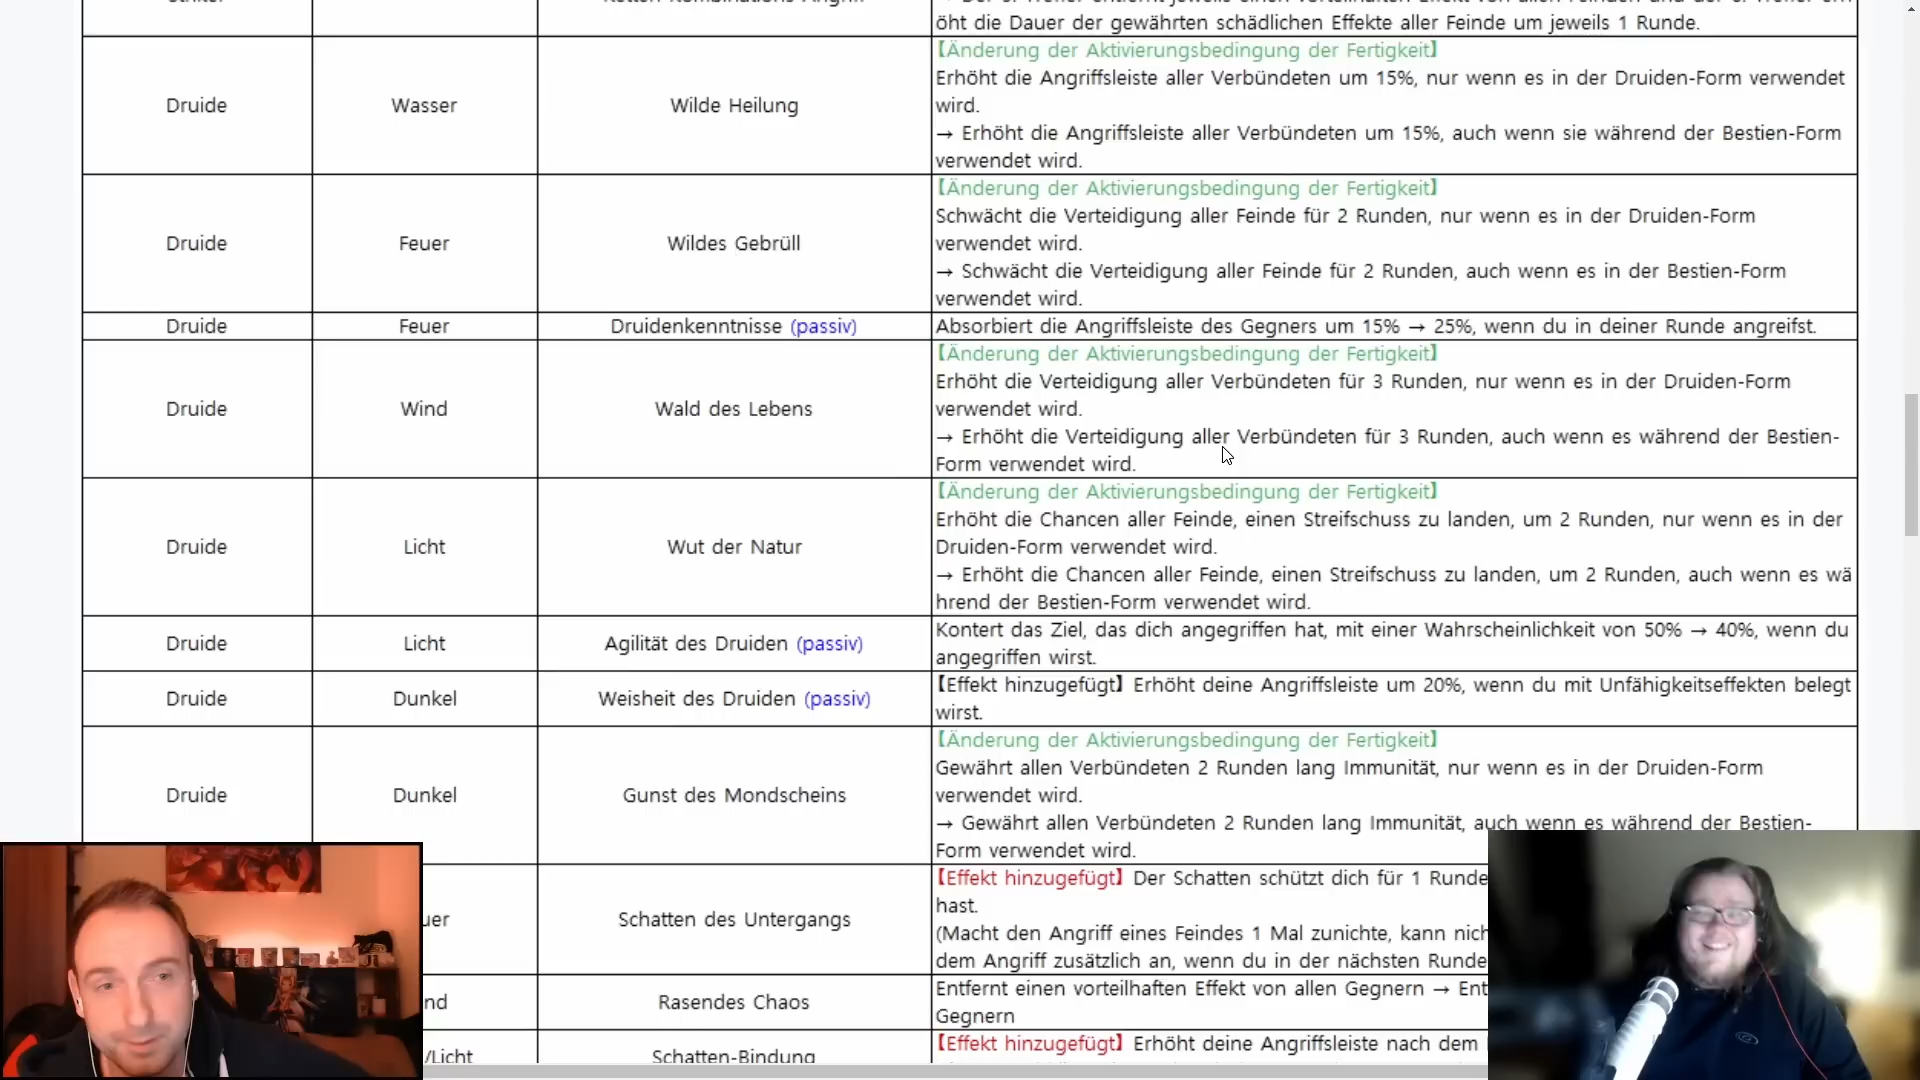 öht die Dauer der gewährten schädlichen Effekte aller Feinde um jeweils 1 Runde.
Druide
Wasser
Wilde Heilung
【Änderung der Aktivierungsbedingung der Fertigkeit】
Erhöht die Angriffsleiste aller Verbündeten um 15%, nur wenn es in der Druiden-Form verwendet
wird.
→ Erhöht die Angriffsleiste aller Verbündeten um 15%, auch wenn sie während der Bestien-Form
verwendet wird.
Druide
Feuer
Wildes Gebrüll
【Änderung der Aktivierungsbedingung der Fertigkeit】
Schwächt die Verteidigung aller Feinde für 2 Runden, nur wenn es in der Druiden-Form
verwendet wird.
→ Schwächt die Verteidigung aller Feinde für 2 Runden, auch wenn es in der Bestien-Form
verwendet wird.
Druide
Feuer
Druidenkenntnisse (passiv)
Absorbiert die Angriffsleiste des Gegners um 15% → 25%, wenn du in deiner Runde angreifst.
Druide
Wind
Wald des Lebens
【Änderung der Aktivierungsbedingung der Fertigkeit】
Erhöht die Verteidigung aller Verbündeten für 3 Runden, nur wenn es in der Druiden-Form
verwendet wird.
→ Erhöht die Verteidigung aller Verbündeten für 3 Runden, auch wenn es während der Bestien-
Form verwendet wird.
Druide
Licht
Wut der Natur
【Änderung der Aktivierungsbedingung der Fertigkeit】
Erhöht die Chancen aller Feinde, einen Streifschuss zu landen, um 2 Runden, nur wenn es in der
Druiden-Form verwendet wird.
→ Erhöht die Chancen aller Feinde, einen Streifschuss zu landen, um 2 Runden, auch wenn es wä
hrend der Bestien-Form verwendet wird.
Druide
Licht
Agilität des Druiden (passiv)
Kontert das Ziel, das dich angegriffen hat, mit einer Wahrscheinlichkeit von 50% → 40%, wenn du
angegriffen wirst.
Druide
Dunkel
Weisheit des Druiden (passiv)
【Effekt hinzugefügt】 Erhöht deine Angriffsleiste um 20%, wenn du mit Unfähigkeitseffekten belegt
wirst.
Druide
Dunkel
Gunst des Mondscheins
【Änderung der Aktivierungsbedingung der Fertigkeit】
Gewährt allen Verbündeten 2 Runden lang Immunität, nur wenn es in der Druiden-Form
verwendet wird.
→ Gewährt allen Verbündeten 2 Runden lang Immunität, auch wenn es während der Bestien-
Form verwendet wird.
uer
Schatten des Untergangs
【Effekt hinzugefügt】 Der Schatten schützt dich für 1 Runde
hast.
(Macht den Angriff eines Feindes 1 Mal zunichte, kann nich
dem Angriff zusätzlich an, wenn du in der nächsten Runde
nd
Rasendes Chaos
Entfernt einen vorteilhaften Effekt von allen Gegnern → Ent
Gegnern
/Licht
Schatten-Bindung
【Effekt hinzugefügt】 Erhöht deine Angriffsleiste nach dem